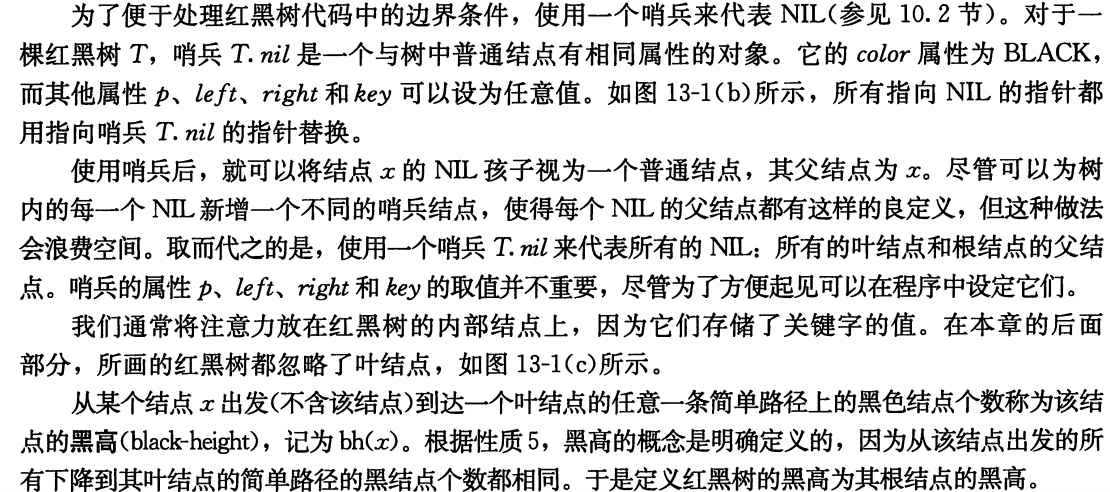 为了便于处理红黑树代码中的边界条件，使用一个哨兵来代表 NIL(参见 10.2 节)。对于一
棵红黑树 T，哨兵 T.nil 是一个与树中普通结点有相同属性的对象。它的 color 属性为 BLACK，
而其他属性 p、left、right 和 key 可以设为任意值。如图 13-1(b)所示，所有指向 NIL 的指针都
用指向哨兵 T.nil 的指针替换。
使用哨兵后，就可以将结点 x 的 NIL 孩子视为一个普通结点，其父结点为 x。尽管可以为树
内的每一个 NIL 新增一个不同的哨兵结点，使得每个 NIL 的父结点都有这样的良定义，但这种做法
会浪费空间。取而代之的是，使用一个哨兵 T.nil 来代表所有的 NIL：所有的叶结点和根结点的父结
点。哨兵的属性 p、left、right 和 key 的取值并不重要，尽管为了方便起见可以在程序中设定它们。
我们通常将注意力放在红黑树的内部结点上，因为它们存储了关键字的值。在本章的后面
部分，所画的红黑树都忽略了叶结点，如图 13-1(c)所示。
从某个结点 x 出发(不含该结点)到达一个叶结点的任意一条简单路径上的黑色结点个数称为该结
点的黑高(black-height)，记为 bh(x)。根据性质 5，黑高的概念是明确定义的，因为从该结点出发的所
有下降到其叶结点的简单路径的黑结点个数都相同。于是定义红黑树的黑高为其根结点的黑高。